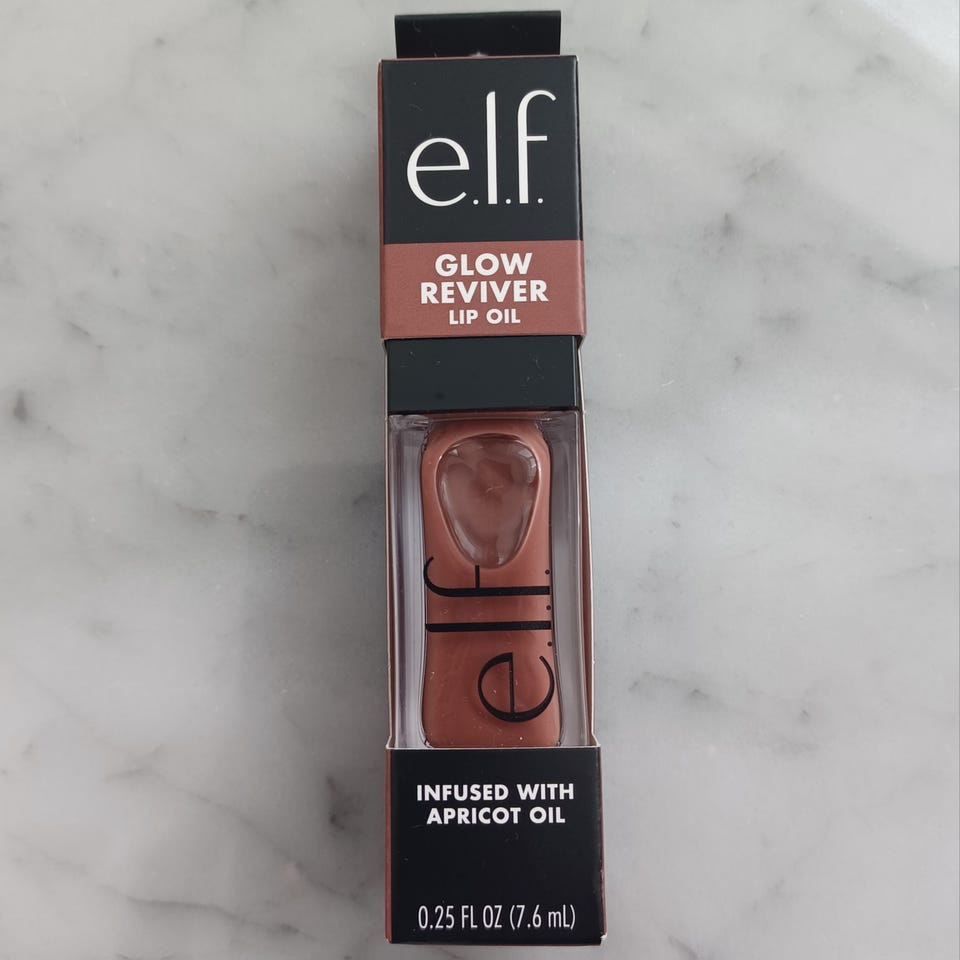 e.l.f.
GLOW
REVIVER
LIP OIL
e.l.f.
INFUSED WITH
APRICOT OIL
0.25 FL OZ (7.6 mL)